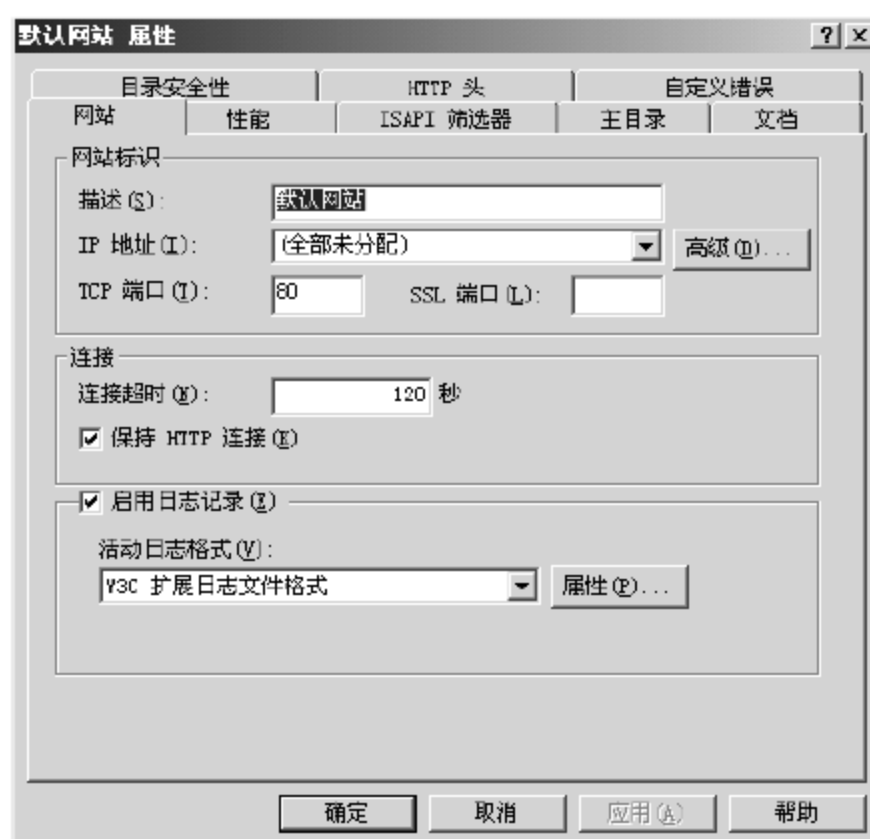 默认网站 属性
目录安全性 HTTP 头 自定义错误
网站 性能 ISAPI 筛选器 主目录 文档
网站标识
描述(S): 默认网站
IP 地址(I): (全部未分配) 高级(D)...
TCP 端口(T): 80 SSL 端口(L):
连接
连接超时(N): 120 秒
保持 HTTP 连接(K)
启用日志记录(E)
活动日志格式(V):
W3C 扩展日志文件格式 属性(P)...
确定 取消 应用(A) 帮助